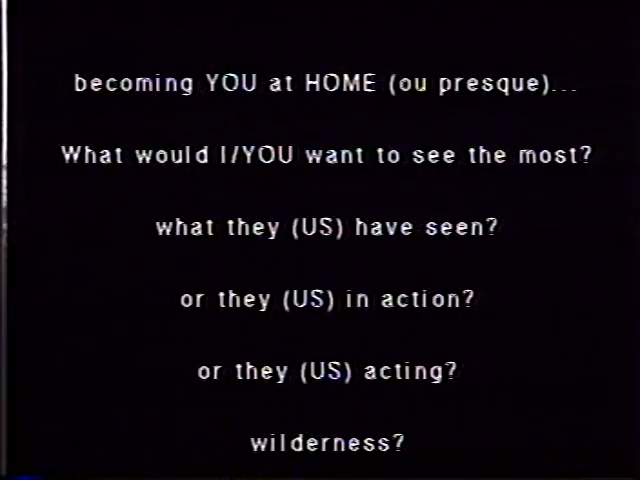 becoming YOU at HOME (ou presque)...
What would I/YOU want to see the most?
what they (US) have seen?
or they (US) in action?
or they (US) acting?
wilderness?